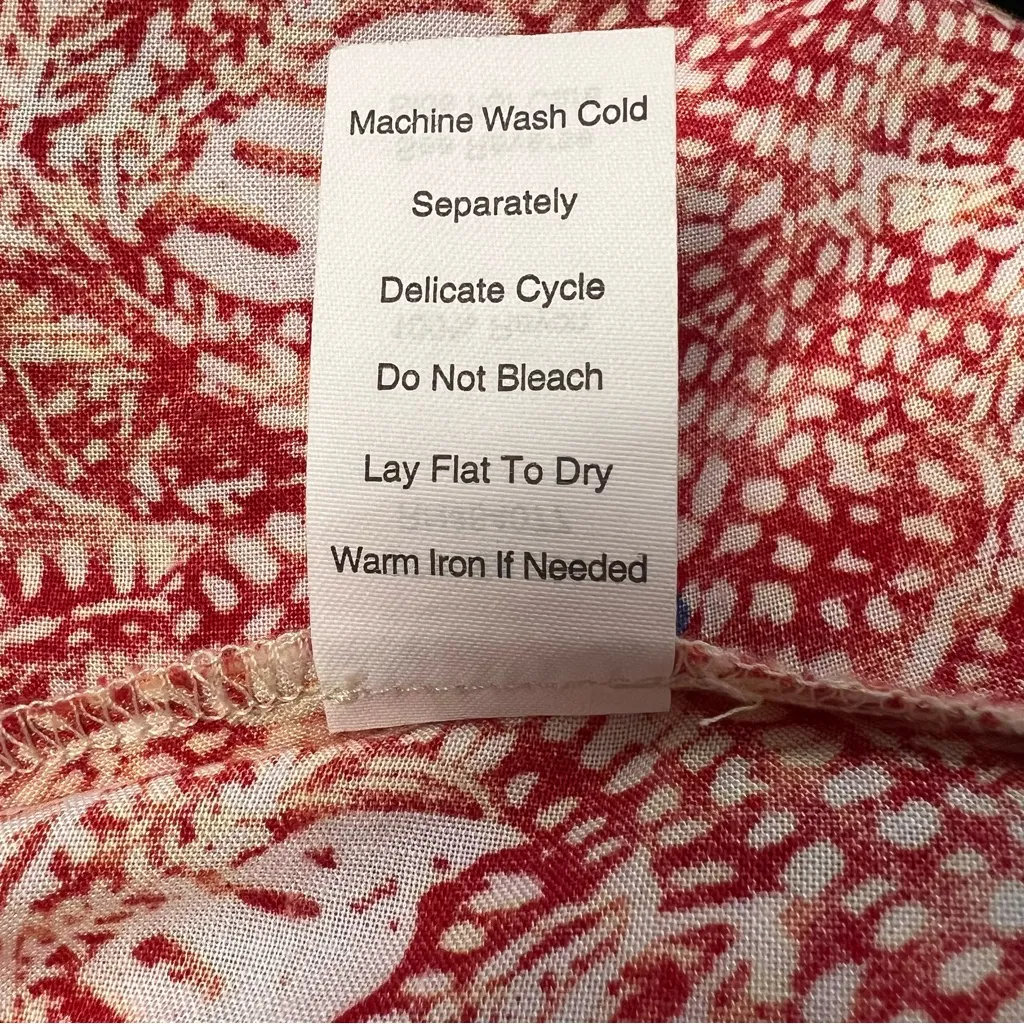 Machine Wash Cold
Separately
Delicate Cycle
Do Not Bleach
Lay Flat To Dry
Warm Iron If Needed